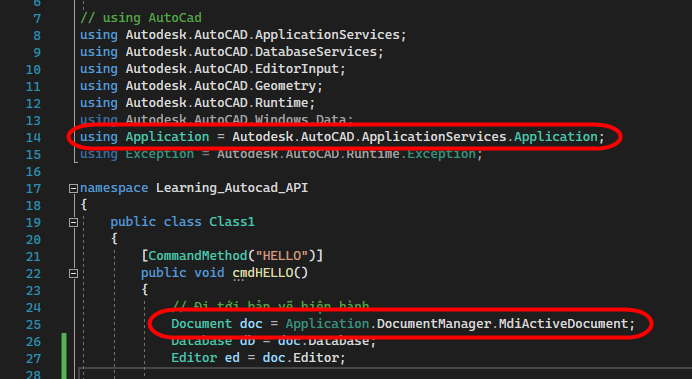 6
7 // using AutoCad
8 using Autodesk.AutoCAD.ApplicationServices;
9 using Autodesk.AutoCAD.DatabaseServices;
10 using Autodesk.AutoCAD.EditorInput;
11 using Autodesk.AutoCAD.Geometry;
12 using Autodesk.AutoCAD.Runtime;
13 using Autodesk.AutoCAD.Windows.Data;
14 using Application = Autodesk.AutoCAD.ApplicationServices.Application;
15 using Exception = Autodesk.AutoCAD.Runtime.Exception;
16
17 namespace Learning_Autocad_API
18 {
19 public class Class1
20 {
21 [CommandMethod("HELLO")]
22 public void cmdHELLO()
23 {
24 // Đi tới bản vẽ hiện hành
25 Document doc = Application.DocumentManager.MdiActiveDocument;
26 Database db = doc.Database;
27 Editor ed = doc.Editor;
28